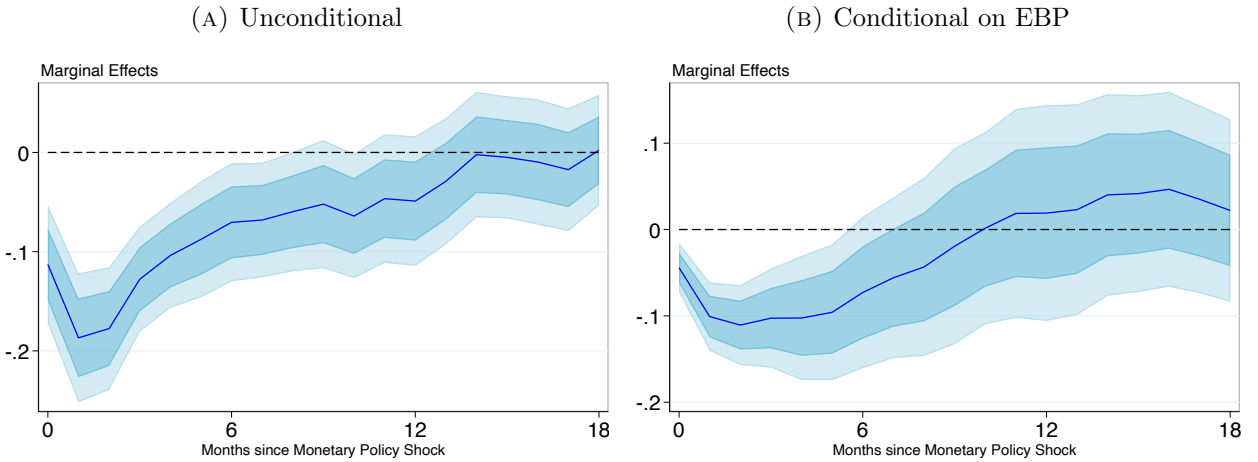 (A) Unconditional
Marginal Effects
0
-.1
-.2
0 6 12 18
Months since Monetary Policy Shock
(B) Conditional on EBP
Marginal Effects
.1
0
-.1
-.2
0 6 12 18
Months since Monetary Policy Shock